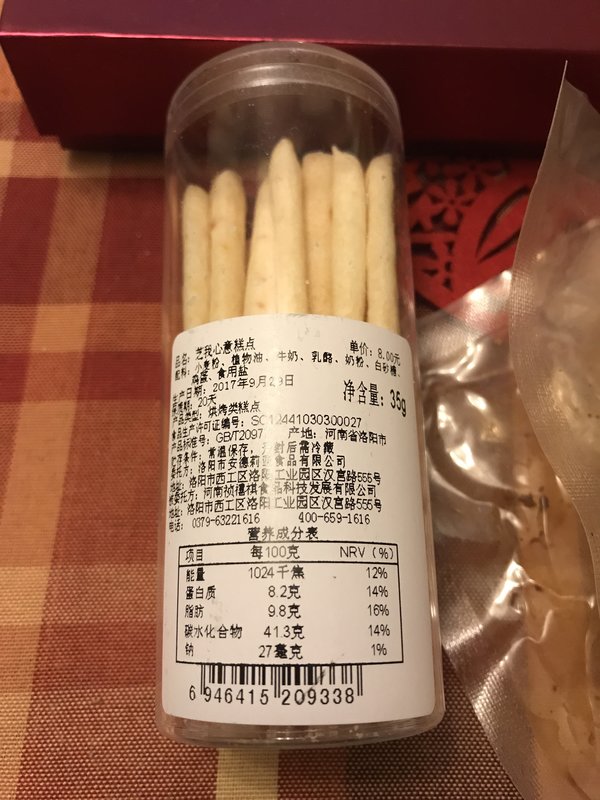 品名：芝我心意糕点
单价：8.00元
配料：小麦粉、植物油、牛奶、乳酪、奶粉、白砂糖、
鸡蛋、食用盐
生产日期：2017年9月29日
净含量：35g
保质期：20天
产品类型：烘烤类糕点
食品生产许可证编号：SC12441030300027
产品标准号：GB/T2097 产地：河南省洛阳市
贮存条件：常温保存，开封后需冷藏
委托方：洛阳市安德莉亚食品有限公司
地址：洛阳市西工区洛阳工业园区汉宫路555号
被委托方：河南祯禧祺食品科技发展有限公司
地址：洛阳市西工区洛阳工业园区汉宫路555号
电话：0379-63221616 400-659-1616
营养成分表
项目 每100克 NRV（%）
能量 1024千焦 12%
蛋白质 8.2克 14%
脂肪 9.8克 16%
碳水化合物 41.3克 14%
钠 27毫克 1%
6 946415 209338